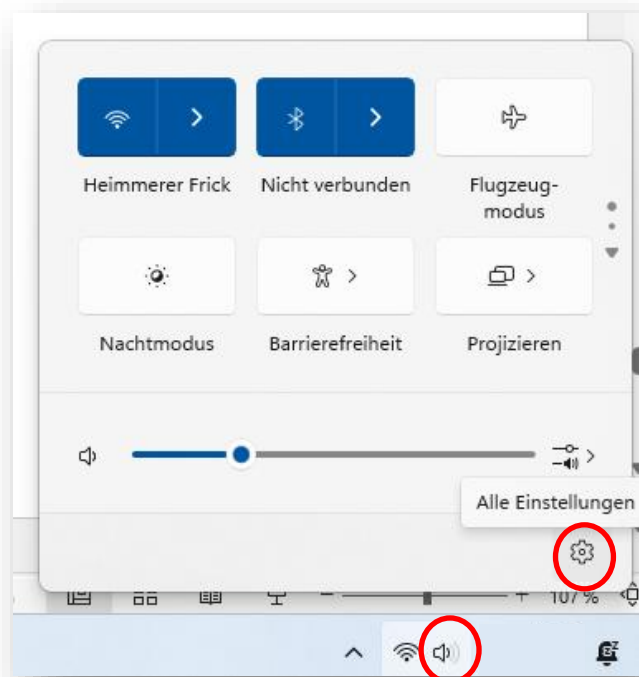 Heimmerer Frick
Nicht verbunden
Flugzeug-
modus
Nachtmodus
Barrierefreiheit
Projizieren
Alle Einstellungen
107 %